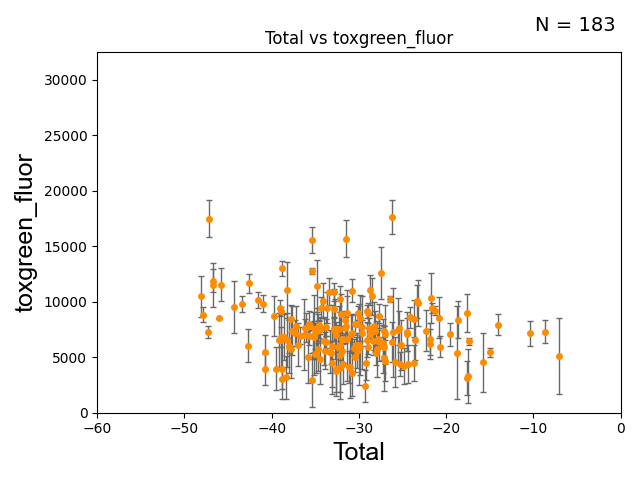 N = 183
Total vs toxgreen_fluor
30000
25000
20000
15000
10000
5000
0
toxgreen_fluor
−60 −50 −40 −30 −20 −10 0
Total